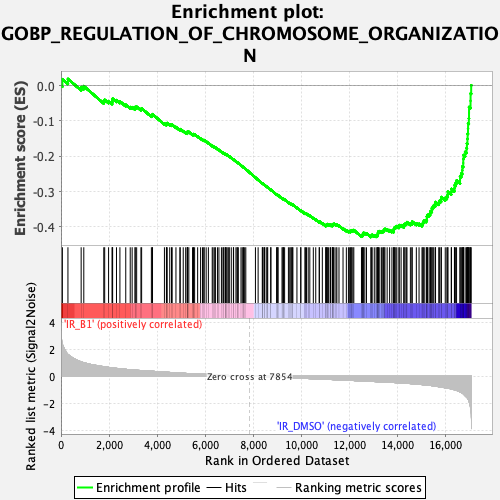 Enrichment plot:
GOBP_REGULATION_OF_CHROMOSOME_ORGANIZATIO
N
Enrichment score (ES)
0.0
-0.1
-0.2
-0.3
-0.4
'IR_B1' (positively correlated)
Ranked list metric (Signal2Noise)
4
2
0
-2
-4
Zero cross at 7854
'IR_DMSO' (negatively correlated)
0
2,000
4,000
6,000
8,000
10,000
12,000
14,000
16,000
Rank in Ordered Dataset
Enrichment profile
Hits
Ranking metric scores